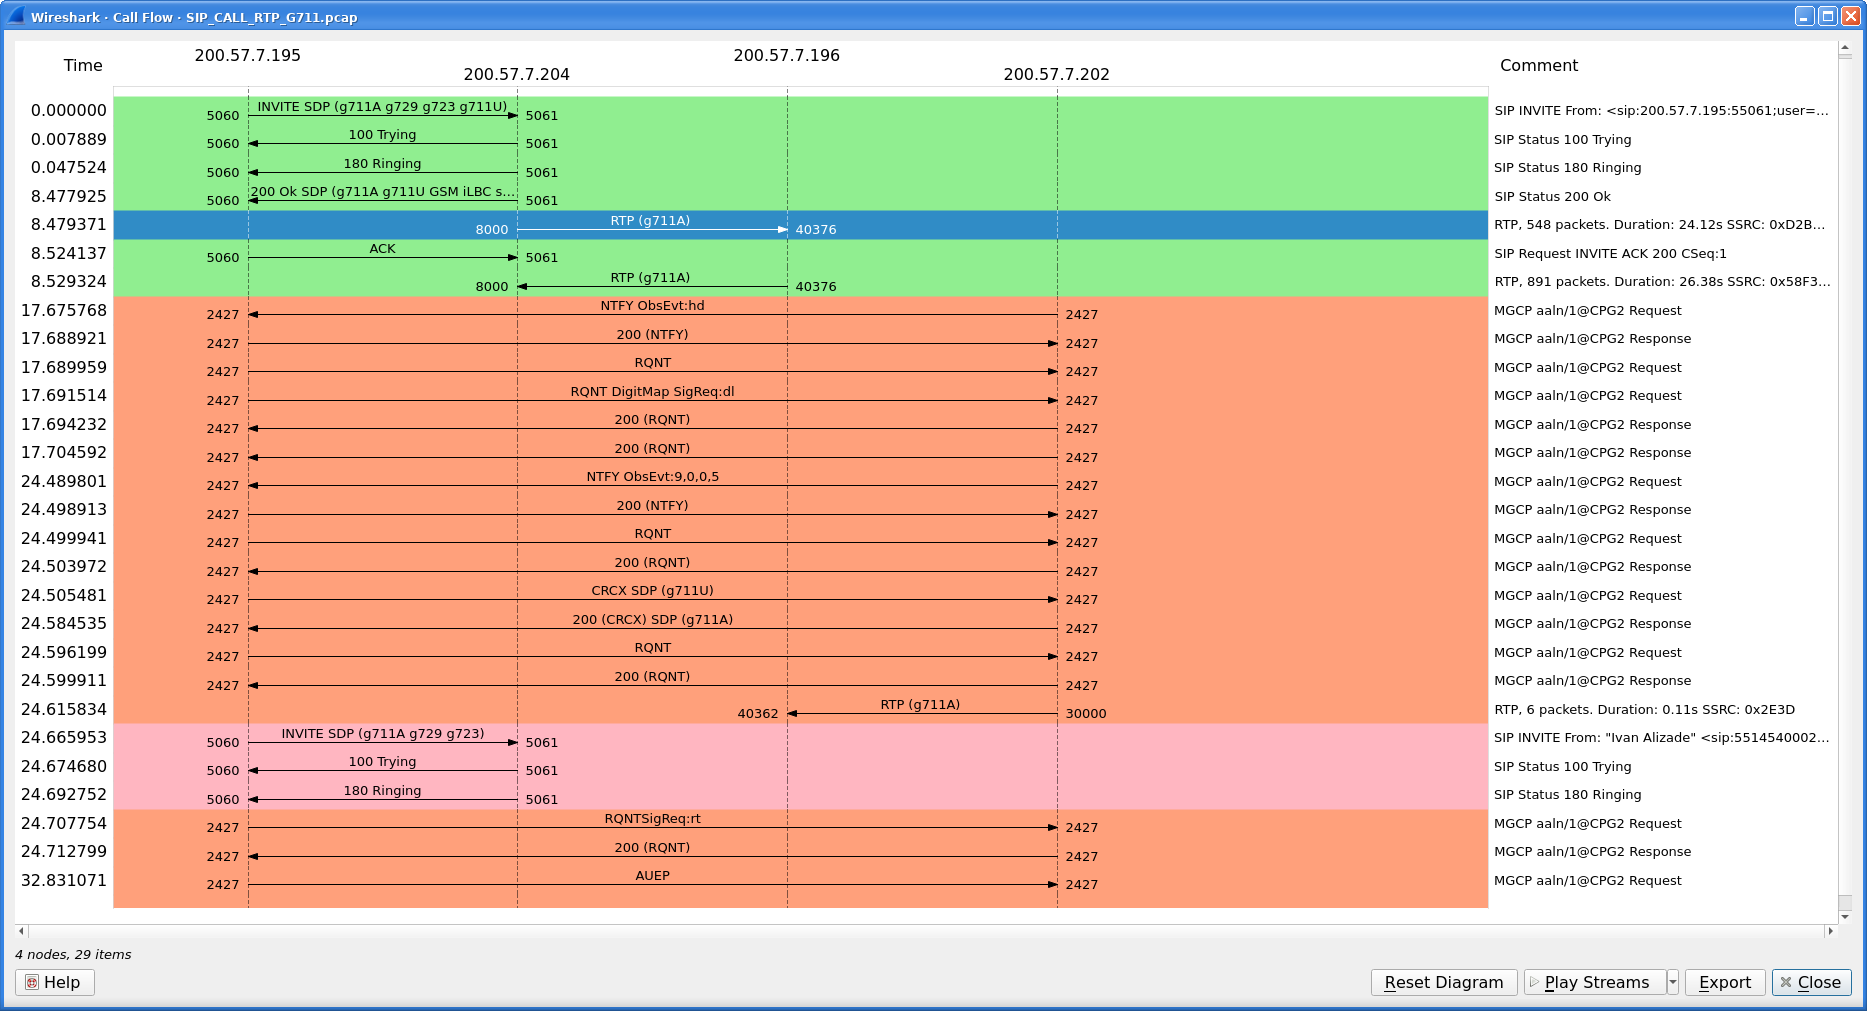 Wireshark · Call Flow · SIP_CALL_RTP_G711.pcap
200.57.7.195 200.57.7.196
Time Comment
200.57.7.204 200.57.7.202
0.000000 5060 INVITE SDP (g711A g729 g723 g711U) 5061 SIP INVITE From: <sip:200.57.7.195:55061;user=...
0.007889 5060 100 Trying 5061 SIP Status 100 Trying
0.047524 5060 180 Ringing 5061 SIP Status 180 Ringing
8.477925 5060 200 Ok SDP (g711A g711U GSM iLBC s... 5061 SIP Status 200 Ok
8.479371 8000 RTP (g711A) 40376 RTP, 548 packets. Duration: 24.12s SSRC: 0xD2B...
8.524137 5060 ACK 5061 SIP Request INVITE ACK 200 CSeq:1
8.529324 8000 RTP (g711A) 40376 RTP, 891 packets. Duration: 26.38s SSRC: 0x58F3...
17.675768 2427 NTFY ObsEvt:hd 2427 MGCP aaln/1@CPG2 Request
17.688921 2427 200 (NTFY) 2427 MGCP aaln/1@CPG2 Response
17.689959 2427 RQNT 2427 MGCP aaln/1@CPG2 Request
17.691514 2427 RQNT DigitMap SigReq:dl 2427 MGCP aaln/1@CPG2 Request
17.694232 2427 200 (RQNT) 2427 MGCP aaln/1@CPG2 Response
17.704592 2427 200 (RQNT) 2427 MGCP aaln/1@CPG2 Response
24.489801 2427 NTFY ObsEvt:9,0,0,5 2427 MGCP aaln/1@CPG2 Request
24.498913 2427 200 (NTFY) 2427 MGCP aaln/1@CPG2 Response
24.499941 2427 RQNT 2427 MGCP aaln/1@CPG2 Request
24.503972 2427 200 (RQNT) 2427 MGCP aaln/1@CPG2 Response
24.505481 2427 CRCX SDP (g711U) 2427 MGCP aaln/1@CPG2 Request
24.584535 2427 200 (CRCX) SDP (g711A) 2427 MGCP aaln/1@CPG2 Response
24.596199 2427 RQNT 2427 MGCP aaln/1@CPG2 Request
24.599911 2427 200 (RQNT) 2427 MGCP aaln/1@CPG2 Response
24.615834 40362 RTP (g711A) 30000 RTP, 6 packets. Duration: 0.11s SSRC: 0x2E3D
24.665953 5060 INVITE SDP (g711A g729 g723) 5061 SIP INVITE From: "Ivan Alizade" <sip:5514540002...
24.674680 5060 100 Trying 5061 SIP Status 100 Trying
24.692752 5060 180 Ringing 5061 SIP Status 180 Ringing
24.707754 2427 RQNTSigReq:rt 2427 MGCP aaln/1@CPG2 Request
24.712799 2427 200 (RQNT) 2427 MGCP aaln/1@CPG2 Response
32.831071 2427 AUEP 2427 MGCP aaln/1@CPG2 Request
4 nodes, 29 items
Help Reset Diagram Play Streams Export Close